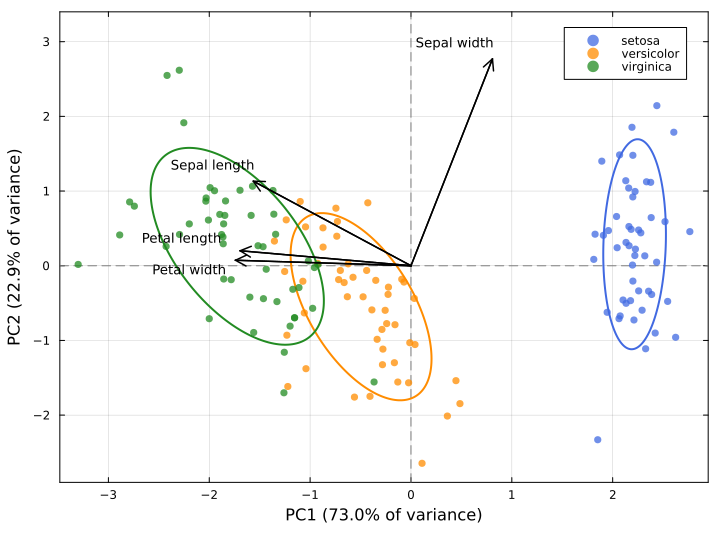 3
2
1
0
−1
−2
−3
−2
−1
0
1
2
PC2 (22.9% of variance)
PC1 (73.0% of variance)
Sepal width
Sepal length
Petal length
Petal width
setosa
versicolor
virginica